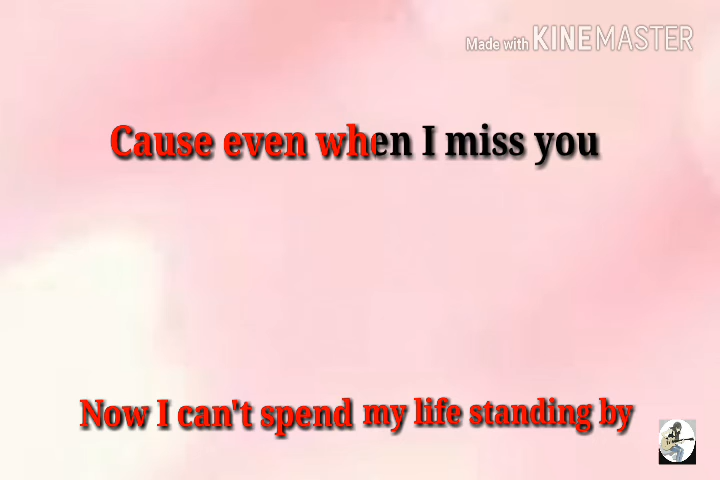 Made with KINEMASTER
Cause even when I miss you
Now I can't spend my life standing by